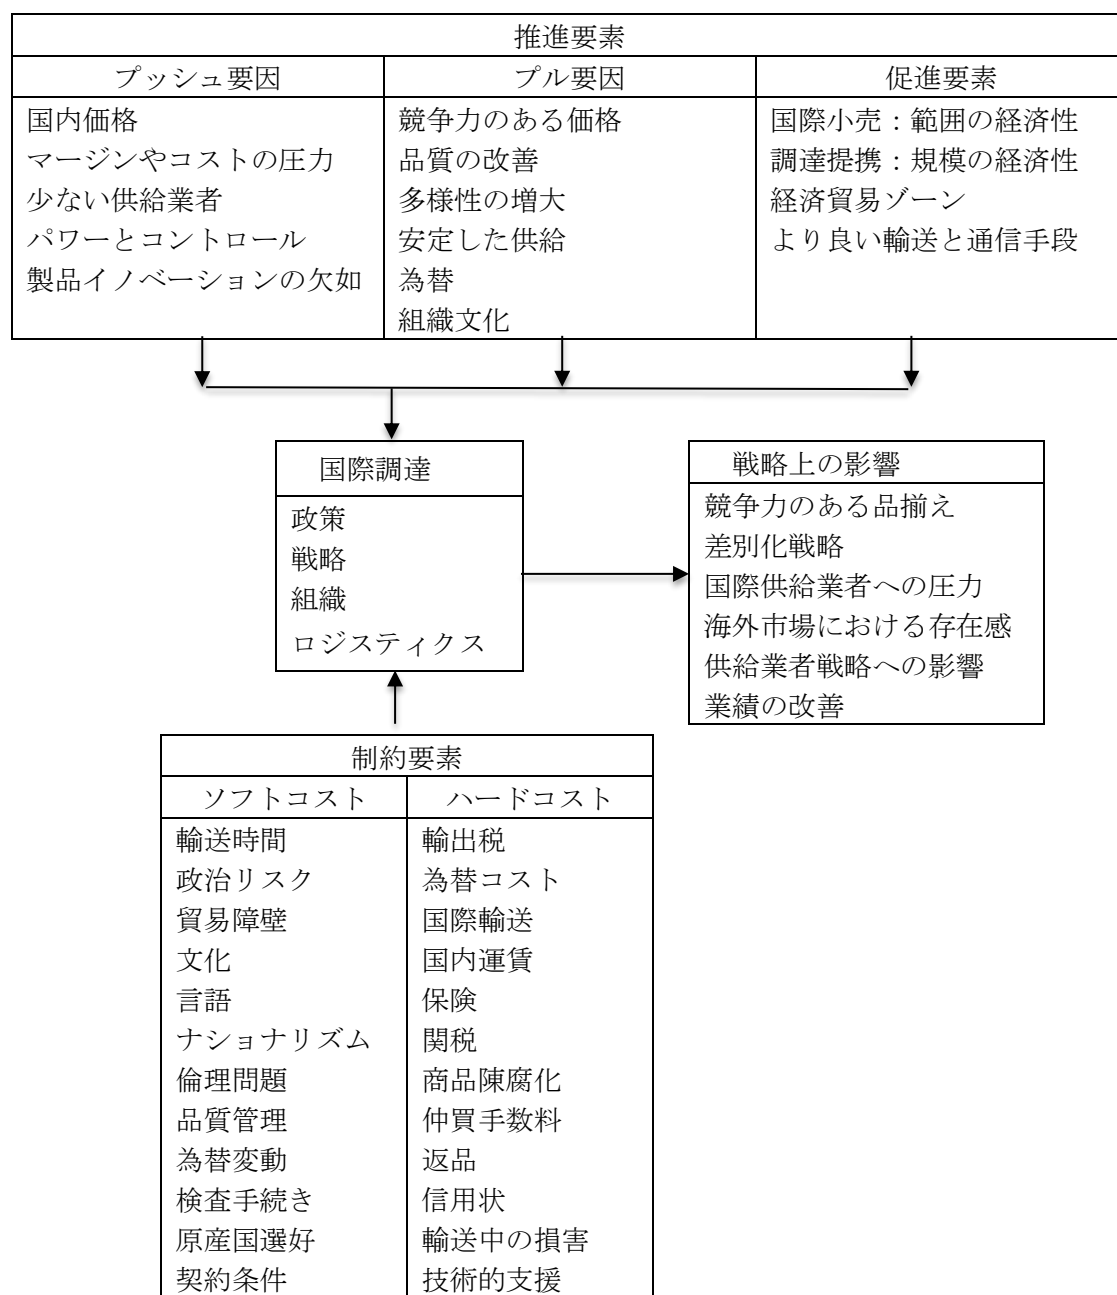 推進要素
プッシュ要因
国内価格
マージンやコストの圧力
少ない供給業者
パワーとコントロール
製品イノベーションの欠如
プル要因
競争力のある価格
品質の改善
多様性の増大
安定した供給
為替
組織文化
促進要素
国際小売：範囲の経済性
調達提携：規模の経済性
経済貿易ゾーン
より良い輸送と通信手段
国際調達
政策
戦略
組織
ロジスティクス
戦略上の影響
競争力のある品揃え
差別化戦略
国際供給業者への圧力
海外市場における存在感
供給業者戦略への影響
業績の改善
制約要素
ソフトコスト
輸送時間
政治リスク
貿易障壁
文化
言語
ナショナリズム
倫理問題
品質管理
為替変動
検査手続き
原産国選好
契約条件
ハードコスト
輸出税
為替コスト
国際輸送
国内運賃
保険
関税
商品陳腐化
仲買手数料
返品
信用状
輸送中の損害
技術的支援